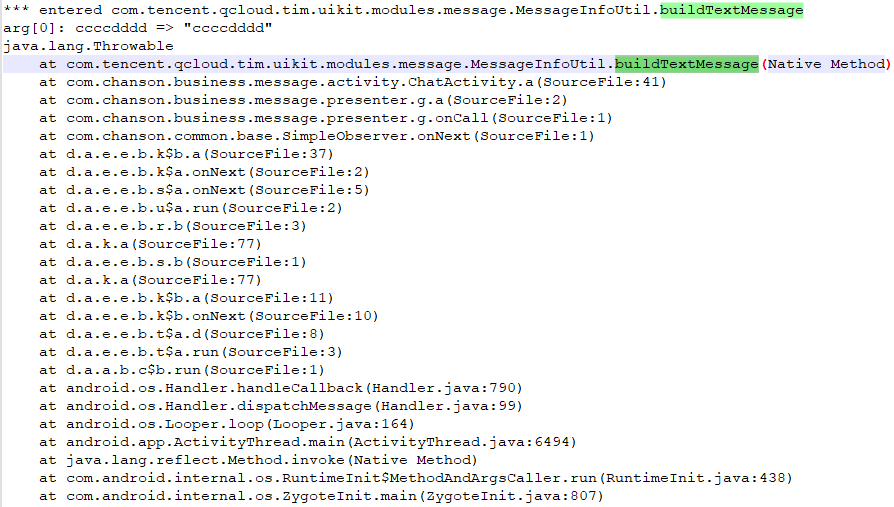 *** entered com.tencent.qcloud.tim.uikit.modules.message.MessageInfoUtil.buildTextMessage
arg[0]: ccccdddd => "ccccdddd"
java.lang.Throwable
at com.tencent.qcloud.tim.uikit.modules.message.MessageInfoUtil.buildTextMessage(Native Method)
at com.chanson.business.message.activity.ChatActivity.a(SourceFile:41)
at com.chanson.business.message.presenter.g.a(SourceFile:2)
at com.chanson.business.message.presenter.g.onCall(SourceFile:1)
at com.chanson.common.base.SimpleObserver.onNext(SourceFile:1)
at d.a.e.e.b.k$b.a(SourceFile:37)
at d.a.e.e.b.k$a.onNext(SourceFile:2)
at d.a.e.e.b.s$a.onNext(SourceFile:5)
at d.a.e.e.b.u$a.run(SourceFile:2)
at d.a.e.e.b.r.b(SourceFile:3)
at d.a.k.a(SourceFile:77)
at d.a.e.e.b.s.b(SourceFile:1)
at d.a.k.a(SourceFile:77)
at d.a.e.e.b.k$b.a(SourceFile:11)
at d.a.e.e.b.k$b.onNext(SourceFile:10)
at d.a.e.e.b.t$a.d(SourceFile:8)
at d.a.e.e.b.t$a.run(SourceFile:3)
at d.a.a.b.c$b.run(SourceFile:1)
at android.os.Handler.handleCallback(Handler.java:790)
at android.os.Handler.dispatchMessage(Handler.java:99)
at android.os.Looper.loop(Looper.java:164)
at android.app.ActivityThread.main(ActivityThread.java:6494)
at java.lang.reflect.Method.invoke(Native Method)
at com.android.internal.os.RuntimeInit$MethodAndArgsCaller.run(RuntimeInit.java:438)
at com.android.internal.os.ZygoteInit.main(ZygoteInit.java:807)